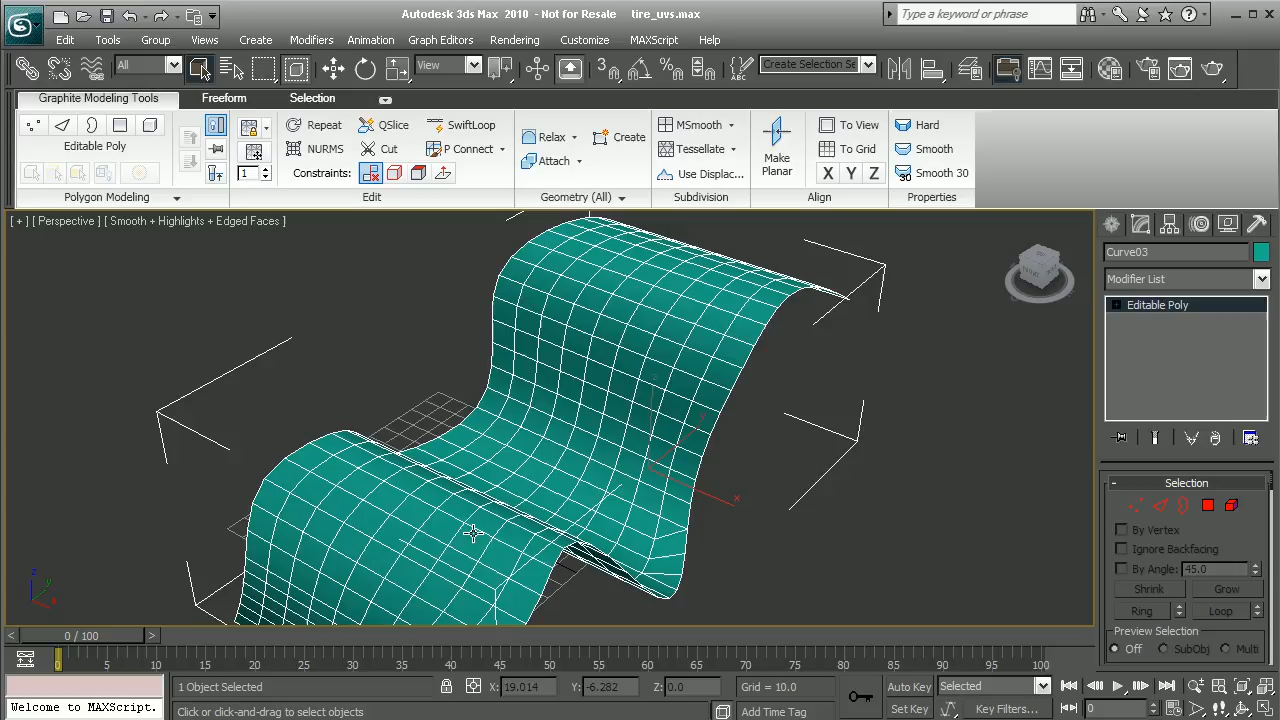 Autodesk 3ds Max 2010 - Not for Resale tire_uvs.max
Type a keyword or phrase
Edit Tools Group Views Create Modifiers Animation Graph Editors Rendering Customize MAXScript Help
All View 3 Create Selection Se
Graphite Modeling Tools Freeform Selection
Repeat QSlice SwiftLoop Relax Create MSmooth To View Hard
Editable Poly NURMS Cut P Connect Attach Tessellate Make Planar To Grid Smooth
1 Constraints: Use Displac... X Y Z Smooth 30
Polygon Modeling Edit Geometry (All) Subdivision Align Properties
[ + ] [ Perspective ] [ Smooth + Highlights + Edged Faces ]
Curve03
Modifier List
Editable Poly
z
y
x
Selection
By Vertex
Ignore Backfacing
By Angle: 45.0
Shrink Grow
Ring Loop
Preview Selection
Off SubObj Multi
0 / 100
0 5 10 15 20 25 30 35 40 45 50 55 60 65 70 75 80 85 90 95 100
1 Object Selected X: 19.014 Y: -6.282 Z: 0.0 Grid = 10.0 Auto Key Selected
Welcome to MAXScript. Click or click-and-drag to select objects Add Time Tag Set Key Key Filters... 0